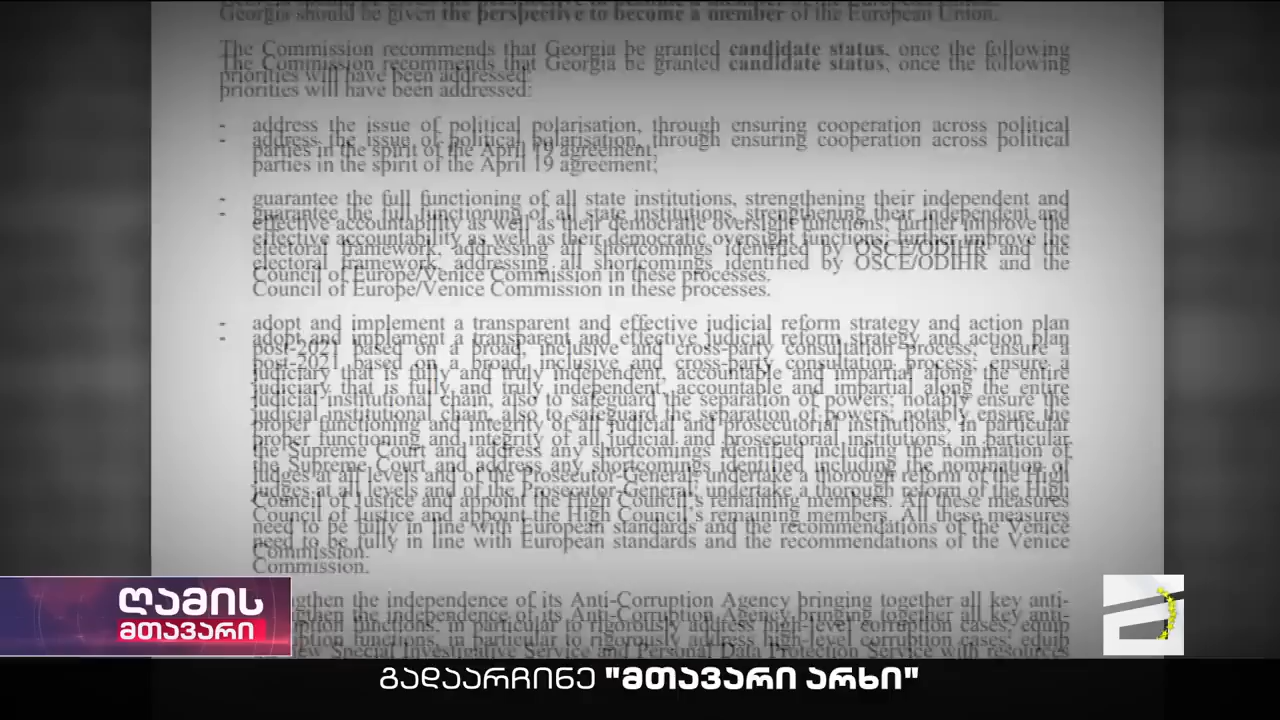 Georgia should be given the perspective to become a member of the European Union.
The Commission recommends that Georgia be granted candidate status, once the following
priorities will have been addressed:
- address the issue of political polarisation, through ensuring cooperation across political
parties in the spirit of the April 19 agreement;
- guarantee the full functioning of all state institutions, strengthening their independent and
effective accountability as well as their democratic oversight functions; further improve the
electoral framework, addressing all shortcomings identified by OSCE/ODIHR and the
Council of Europe/Venice Commission in these processes.
- adopt and implement a transparent and effective judicial reform strategy and action plan
post-2021 based on a broad, inclusive and cross-party consultation process; ensure a
judiciary that is fully and truly independent, accountable and impartial along the entire
judicial institutional chain, also to safeguard the separation of powers; notably ensure the
proper functioning and integrity of all judicial and prosecutorial institutions, in particular
the Supreme Court and address any shortcomings identified including the nomination of
judges at all levels and of the Prosecutor-General; undertake a thorough reform of the High
Council of Justice and appoint the High Council's remaining members. All these measures
need to be fully in line with European standards and the recommendations of the Venice
Commission.
gthen the independence of its Anti-Corruption Agency bringing together all key anti-
ption functions, in particular to rigorously address high-level corruption cases; equip
new Special Investigative Service and Personal Data Protection Service with resources
ღამის
მთავარი
გადაარჩინე "მთავარი არხი"